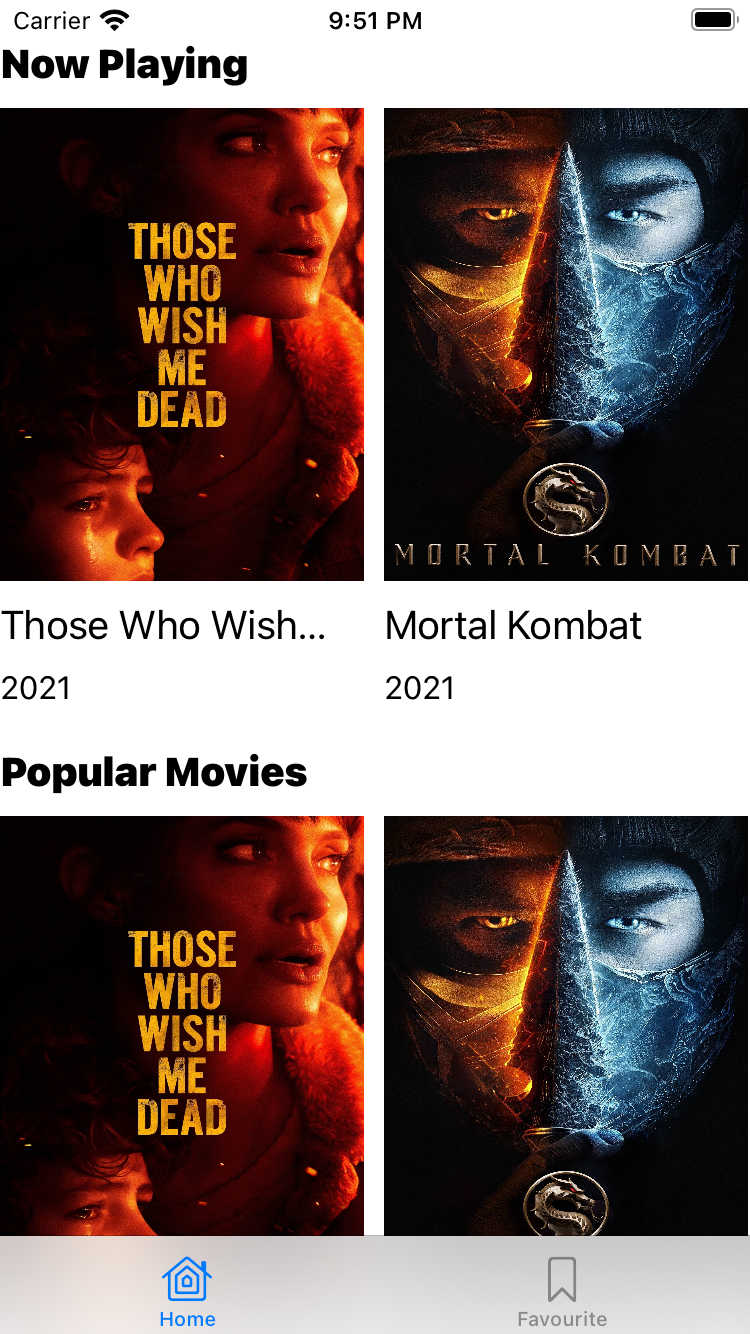 Carrier 9:51 PM
Now Playing
THOSE
WHO
WISH
ME
DEAD
MORTAL KOMBAT
Those Who Wish...
Mortal Kombat
2021
2021
Popular Movies
THOSE
WHO
WISH
ME
DEAD
Home
Favourite